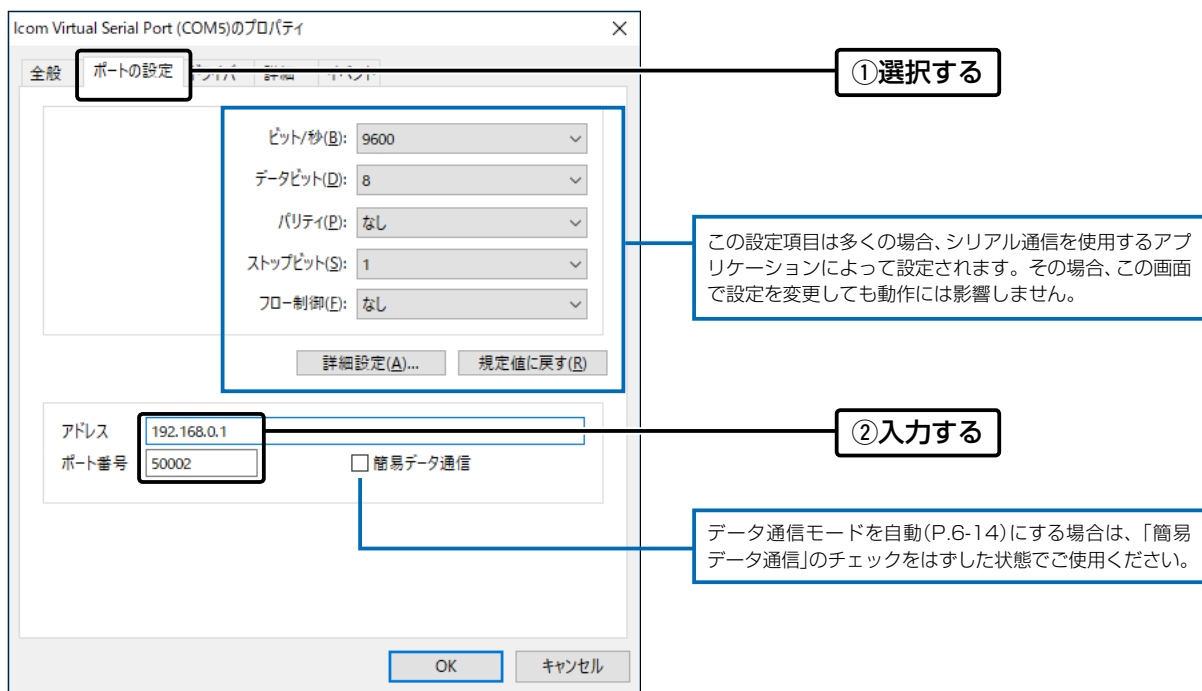 Icom Virtual Serial Port (COM5)のプロパティ
全般 ポートの設定 ドライバー 詳細 イベント
①選択する
ビット/秒(B): 9600
データビット(D): 8
パリティ(P): なし
ストップビット(S): 1
フロー制御(F): なし
詳細設定(A)... 規定値に戻す(R)
この設定項目は多くの場合、シリアル通信を使用するアプ
リケーションによって設定されます。その場合、この画面
で設定を変更しても動作には影響しません。
アドレス 192.168.0.1
ポート番号 50002 簡易データ通信
②入力する
データ通信モードを自動(P.6-14)にする場合は、「簡易
データ通信」のチェックをはずした状態でご使用ください。
OK キャンセル